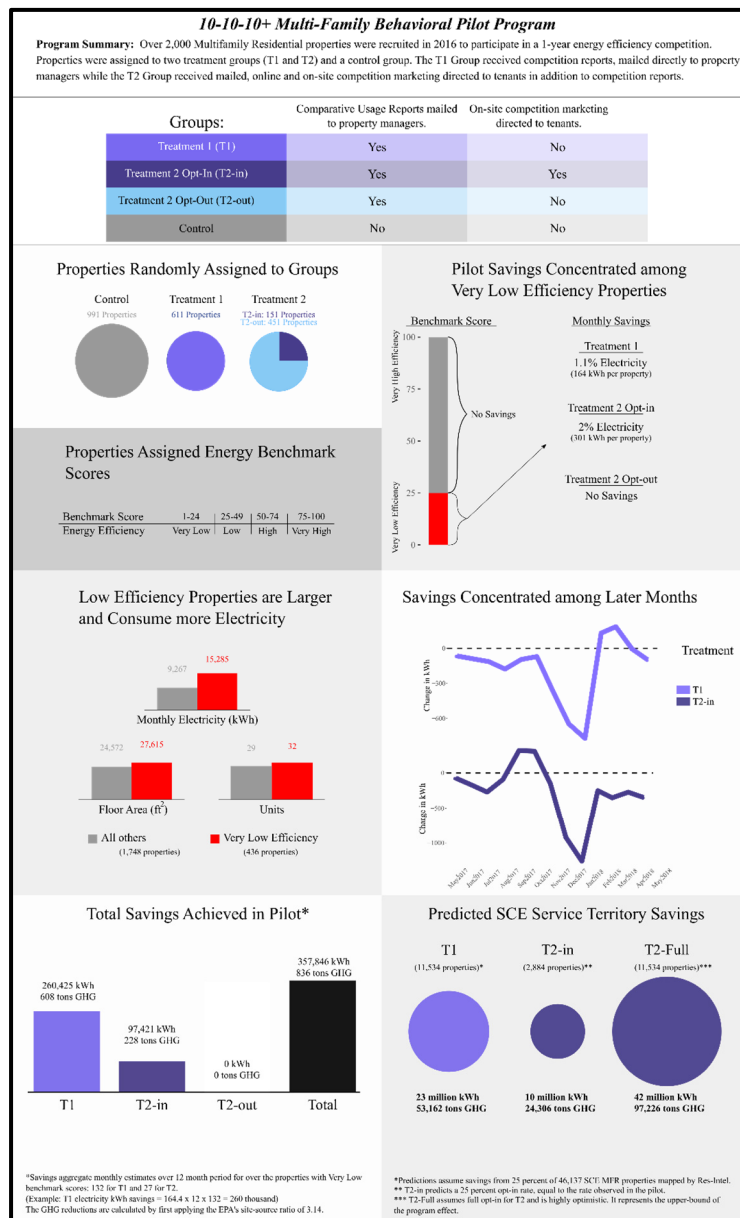 10-10-10+ Multi-Family Behavioral Pilot Program
Program Summary: Over 2,000 Multifamily Residential properties were recruited in 2016 to participate in a 1-year energy efficiency competition.
Properties were assigned to two treatment groups (T1 and T2) and a control group. The T1 Group received competition reports, mailed directly to property
managers while the T2 Group received mailed, online and on-site competition marketing directed to tenants in addition to competition reports.
Groups:
Comparative Usage Reports mailed
to property managers.
On-site competition marketing
directed to tenants.
Treatment 1 (T1) Yes No
Treatment 2 Opt-In (T2-in) Yes Yes
Treatment 2 Opt-Out (T2-out) Yes No
Control No No
Properties Randomly Assigned to Groups
Control Treatment 1 Treatment 2
991 Properties 611 Properties T2-in: 151 Properties
T2-out: 451 Properties
Properties Assigned Energy Benchmark
Scores
Benchmark Score 1-24 25-49 50-74 75-100
Energy Efficiency Very Low Low High Very High
Pilot Savings Concentrated among
Very Low Efficiency Properties
Benchmark Score
Monthly Savings
Very High Efficiency
Very Low Efficiency
100
75
50
25
0
No Savings
Treatment 1
1.1% Electricity
(164 kWh per property)
Treatment 2 Opt-in
2% Electricity
(301 kWh per property)
Treatment 2 Opt-out
No Savings
Low Efficiency Properties are Larger
and Consume more Electricity
9,267 15,285
Monthly Electricity (kWh)
24,572 27,615
Floor Area (ft2)
29 32
Units
All others
(1,748 properties)
Very Low Efficiency
(436 properties)
Savings Concentrated among Later Months
Change in kWh
0
−300
−600
Treatment
T1
T2-in
Change in kWh
0
−500
1000
May2017 Jun2017 Jul2017 Aug2017 Sep2017 Oct2017 Nov2017 Dec2017 Jan2018 Feb2018 Mar2018 Apr2018 May-2018
Total Savings Achieved in Pilot*
260,425 kWh
608 tons GHG
97,421 kWh
228 tons GHG
0 kWh
0 tons GHG
357,846 kWh
836 tons GHG
T1 T2-in T2-out Total
*Savings aggregate monthly estimates over 12 month period for over the properties with Very Low
benchmark scores: 132 for T1 and 27 for T2.
(Example: T1 electricity kWh savings = 164.4 x 12 x 132 = 260 thousand)
The GHG reductions are calculated by first applying the EPA's site-source ratio of 3.14.
Predicted SCE Service Territory Savings
T1 T2-in T2-Full
(11,534 properties)* (2,884 properties)** (11,534 properties)***
23 million kWh 10 million kWh 42 million kWh
53,162 tons GHG 24,306 tons GHG 97,226 tons GHG
*Predictions assume savings from 25 percent of 46,137 SCE MFR properties mapped by Res-Intel.
** T2-in predicts a 25 percent opt-in rate, equal to the rate observed in the pilot.
*** T2-Full assumes full opt-in for T2 and is highly optimistic. It represents the upper-bound of
the program effect.